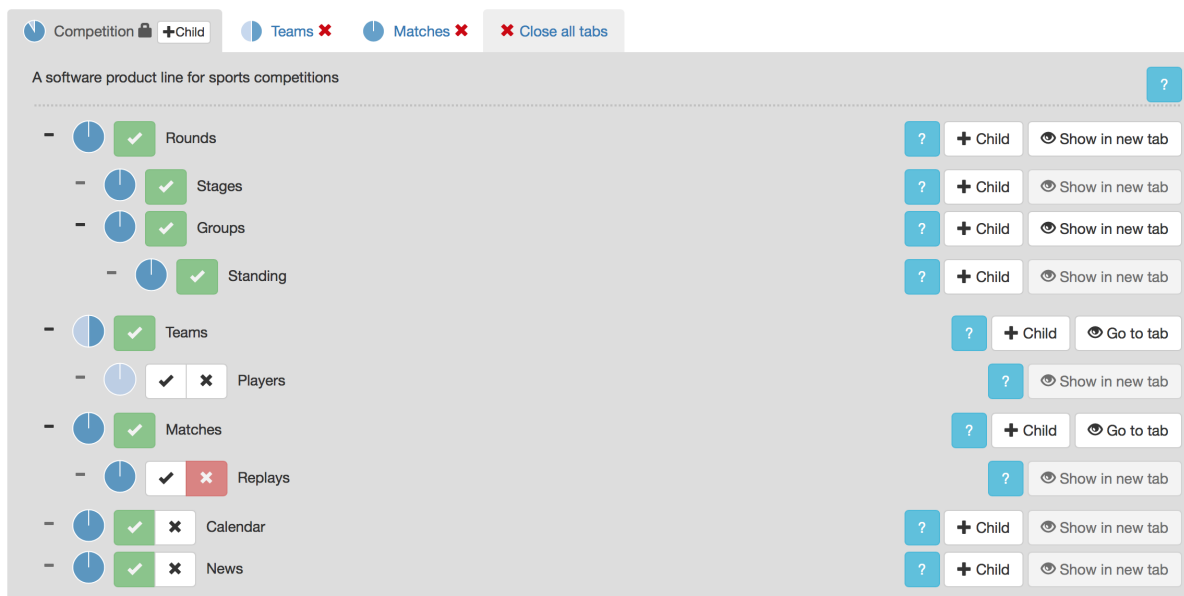 Competition +Child Teams Matches Close all tabs
A software product line for sports competitions
?
Rounds ? + Child Show in new tab
Stages ? + Child Show in new tab
Groups ? + Child Show in new tab
Standing ? + Child Show in new tab
Teams ? + Child Go to tab
Players ? Show in new tab
Matches ? + Child Go to tab
Replays ? Show in new tab
Calendar ? + Child Show in new tab
News ? + Child Show in new tab